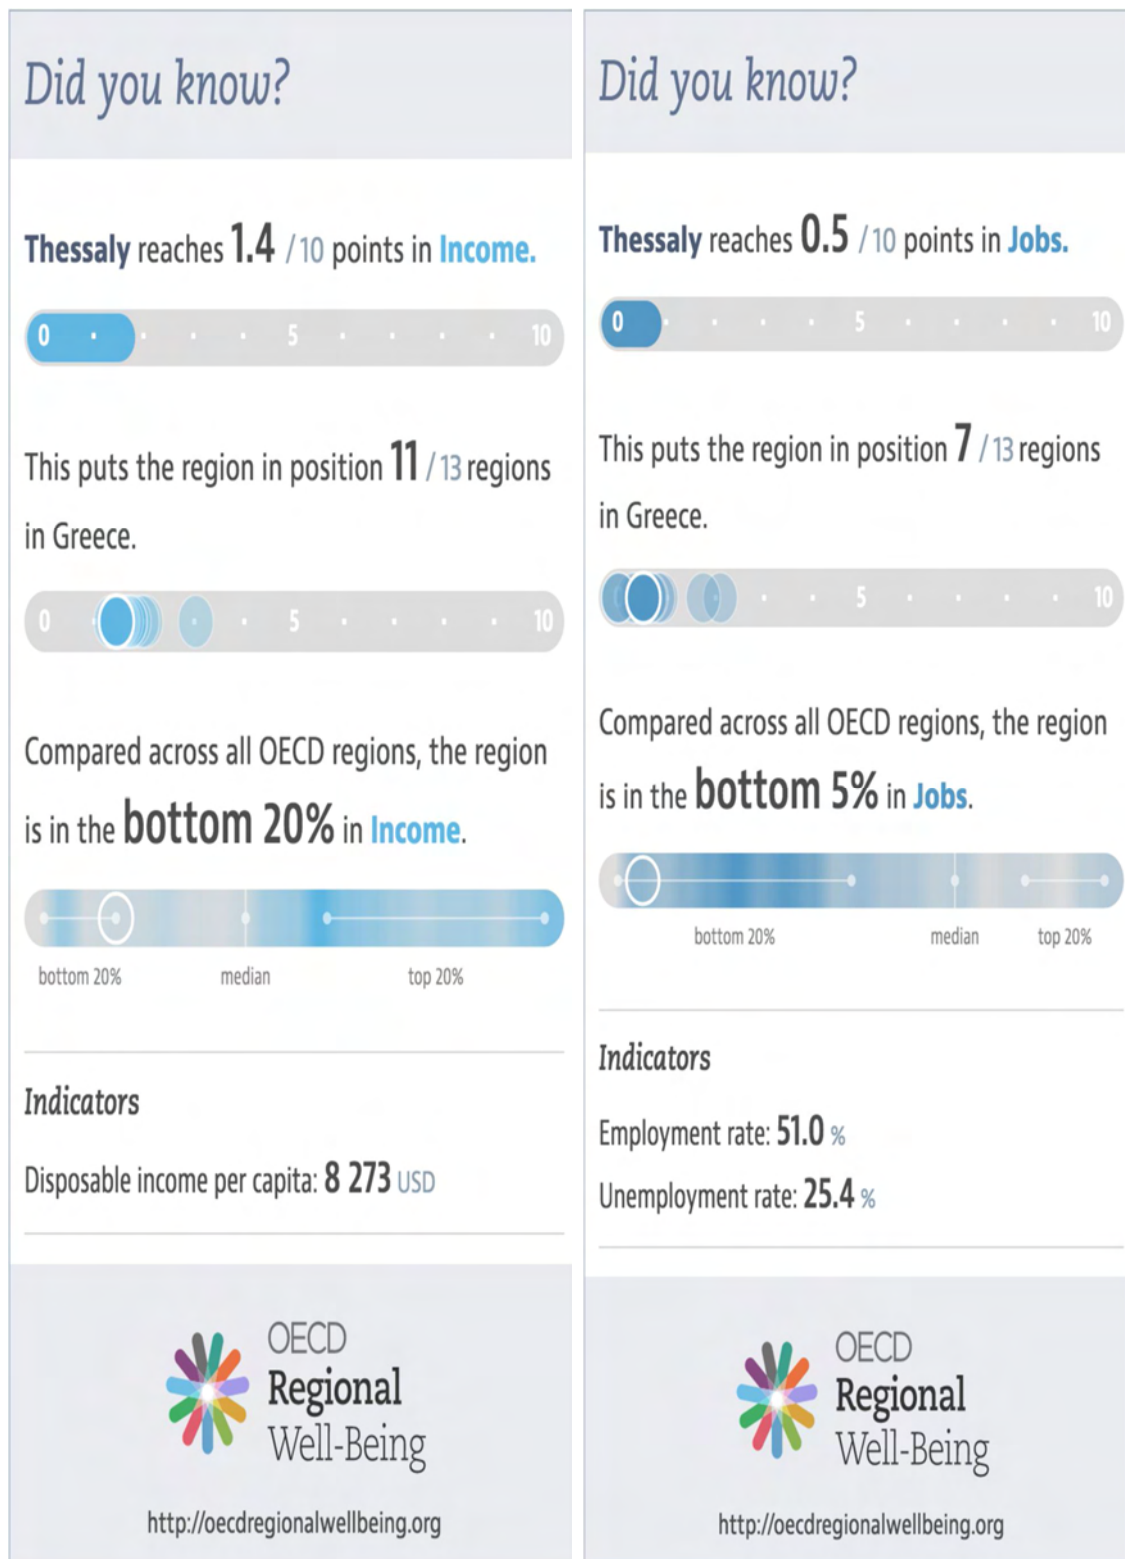 Did you know?
Thessaly reaches 1.4 / 10 points in Income.
0 5 10
This puts the region in position 11 / 13 regions
in Greece.
0 5 10
Compared across all OECD regions, the region
is in the bottom 20% in Income.
bottom 20% median top 20%
Indicators
Disposable income per capita: 8 273 USD
OECD
Regional
Well-Being
http://oecdregionalwellbeing.org
Did you know?
Thessaly reaches 0.5 / 10 points in Jobs.
0 5 10
This puts the region in position 7 / 13 regions
in Greece.
5 10
Compared across all OECD regions, the region
is in the bottom 5% in Jobs.
bottom 20% median top 20%
Indicators
Employment rate: 51.0 %
Unemployment rate: 25.4 %
OECD
Regional
Well-Being
http://oecdregionalwellbeing.org